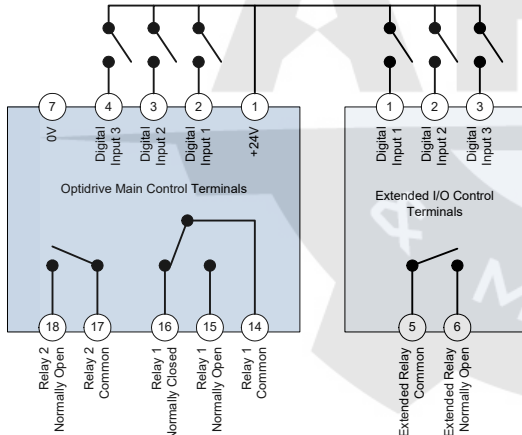 7
4
3
2
1
1
2
3
0V
Digital
Input 3
Digital
Input 2
Digital
Input 1
+24V
Digital
Input 1
Digital
Input 2
Digital
Input 3
Optidrive Main Control Terminals
Extended I/O Control
Terminals
18
17
16
15
14
5
6
Relay 2
Normally Open
Relay 2
Common
Relay 1
Normally Closed
Relay 1
Normally Open
Relay 1
Common
Extended Relay
Common
Extended Relay
Normally Open